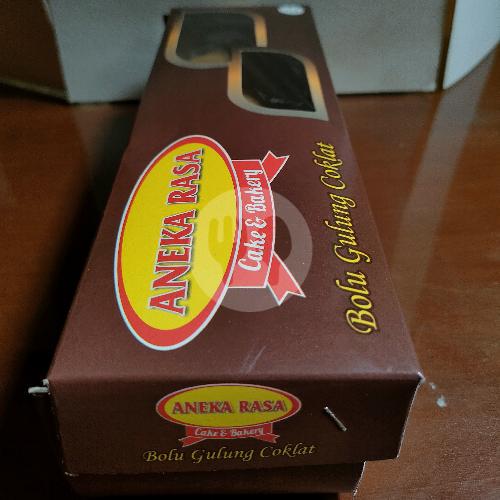 ANEKA RASA
Cake & Bakery
Bolu Gulung Coklat
ANEKA RASA
Cake & Bakery
Bolu Gulung Coklat